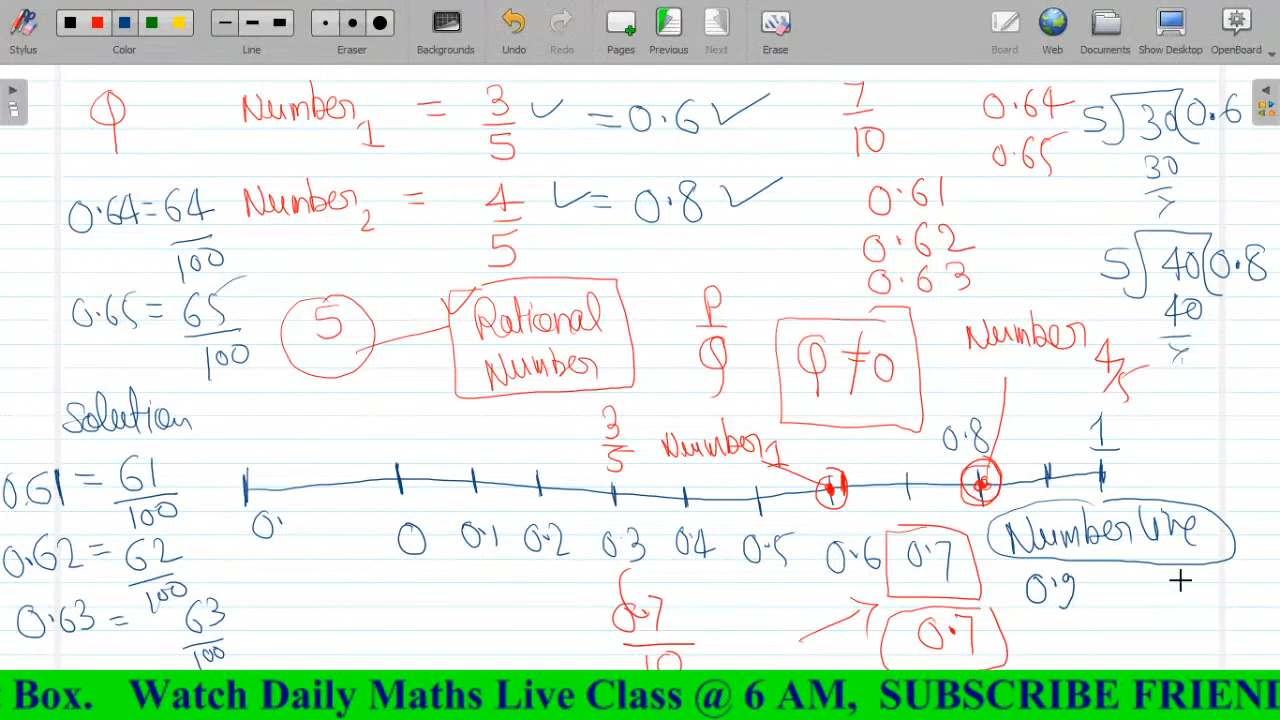 Stylus
Color
Line
Eraser
Backgrounds
Undo
Redo
Pages
Previous
Next
Erase
Board
Web
Documents
Show Desktop
OpenBoard
φ Number1 = 3/5 ✓ = 0.6 ✓
7/10
0.64
0.65
5 30 (0.6
30
0.64 = 64/100
Number2 = 4/5 ✓ = 0.8 ✓
0.61
0.62
0.63
5 40 (0.8
40
0.65 = 65/100
5
Rational
Number
P/φ
φ ≠ 0
Number 4/5
Solution
3/5 Number1
0.8
1
0.61 = 61/100
0.62 = 62/100
0.63 = 63/100
0.
0 0.1 0.2 0.3 0.4 0.5 0.6 0.7
Number line
0.9
0.7
0.7/10
t Box. Watch Daily Maths Live Class @ 6 AM, SUBSCRIBE FRIEN